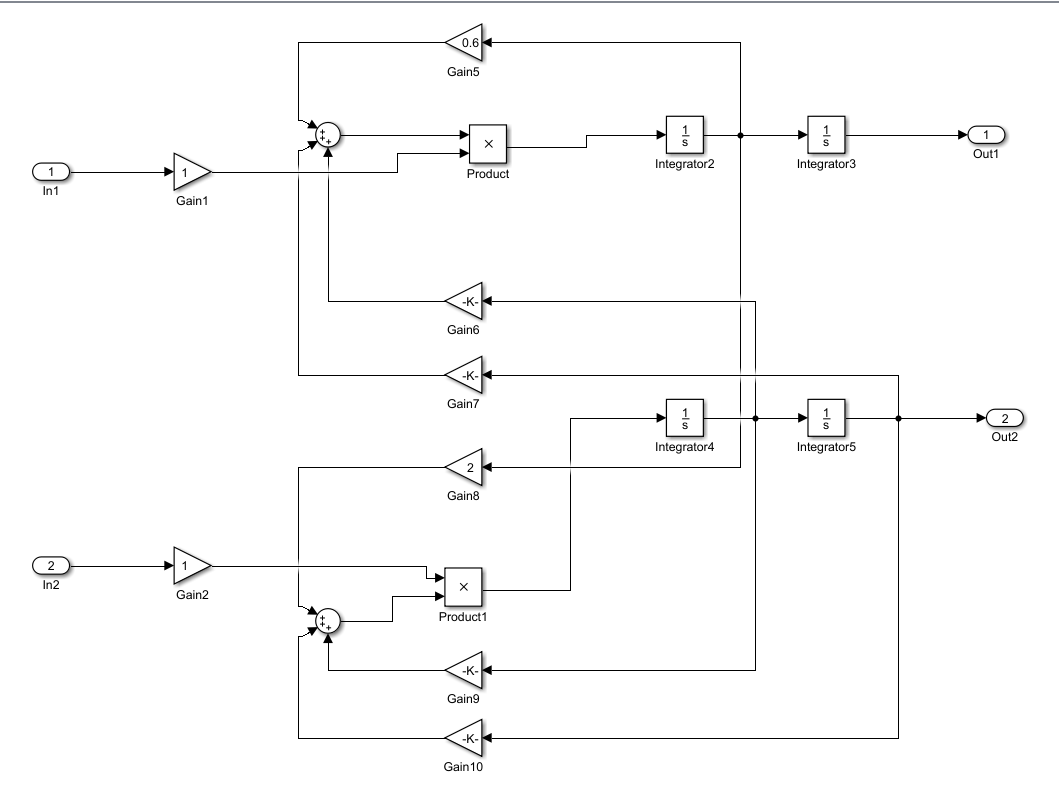 0.6
Gain5
+
+
+
×
Product
1
s
Integrator2
1
s
Integrator3
1
Out1
1
In1
1
Gain1
-K-
Gain6
-K-
Gain7
1
s
Integrator4
1
s
Integrator5
2
Out2
2
Gain8
2
In2
1
Gain2
×
Product1
+
+
+
-K-
Gain9
-K-
Gain10